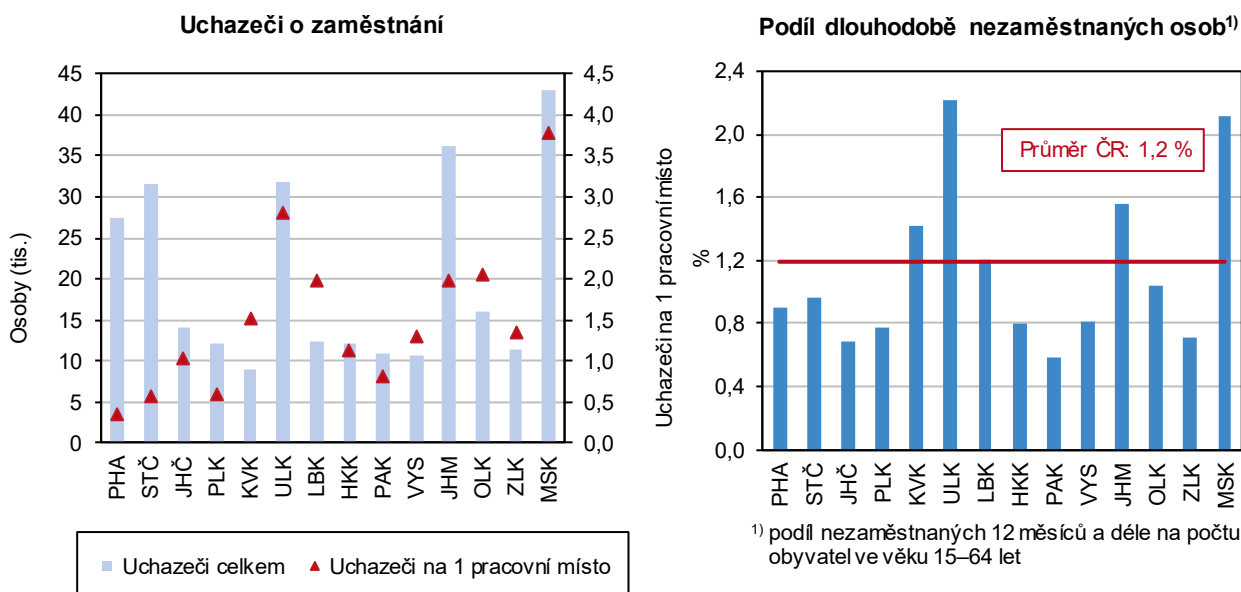 Uchazeči o zaměstnání
45
40
35
30
25
20
15
10
5
0
Osoby (tis.)
4,5
4,0
3,5
3,0
2,5
2,0
1,5
1,0
0,5
0,0
Uchazeči na 1 pracovní místo
PHA
STČ
JHČ
PLK
KVK
ULK
LBK
HKK
PAK
VYS
JHM
OLK
ZLK
MSK
Uchazeči celkem
Uchazeči na 1 pracovní místo
Podíl dlouhodobě nezaměstnaných osob1)
2,4
2,0
1,6
1,2
0,8
0,4
0,0
%
Průměr ČR: 1,2 %
PHA
STČ
JHČ
PLK
KVK
ULK
LBK
HKK
PAK
VYS
JHM
OLK
ZLK
MSK
1) podíl nezaměstnaných 12 měsíců a déle na počtu
obyvatel ve věku 15–64 let